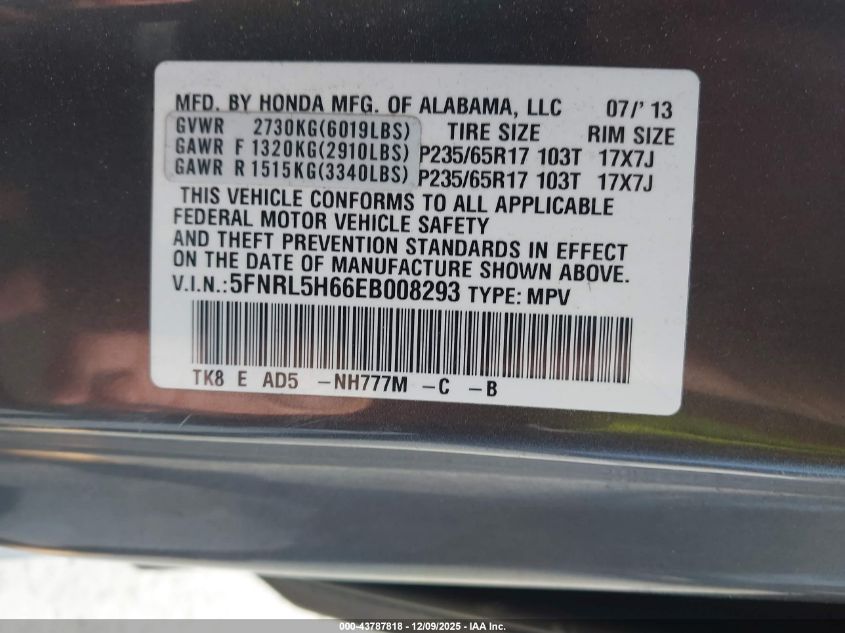 MFD. BY HONDA MFG. OF ALABAMA, LLC 07/' 13
GVWR 2730KG(6019LBS) TIRE SIZE RIM SIZE
GAWR F 1320KG(2910LBS) P235/65R17 103T 17X7J
GAWR R 1515KG(3340LBS) P235/65R17 103T 17X7J
THIS VEHICLE CONFORMS TO ALL APPLICABLE
FEDERAL MOTOR VEHICLE SAFETY
AND THEFT PREVENTION STANDARDS IN EFFECT
ON THE DATE OF MANUFACTURE SHOWN ABOVE.
V.I.N.: 5FNRL5H66EB008293 TYPE: MPV
TK8 E AD5 -NH777M -C -B
000-43787818 - 12/09/2025 - IAA Inc.